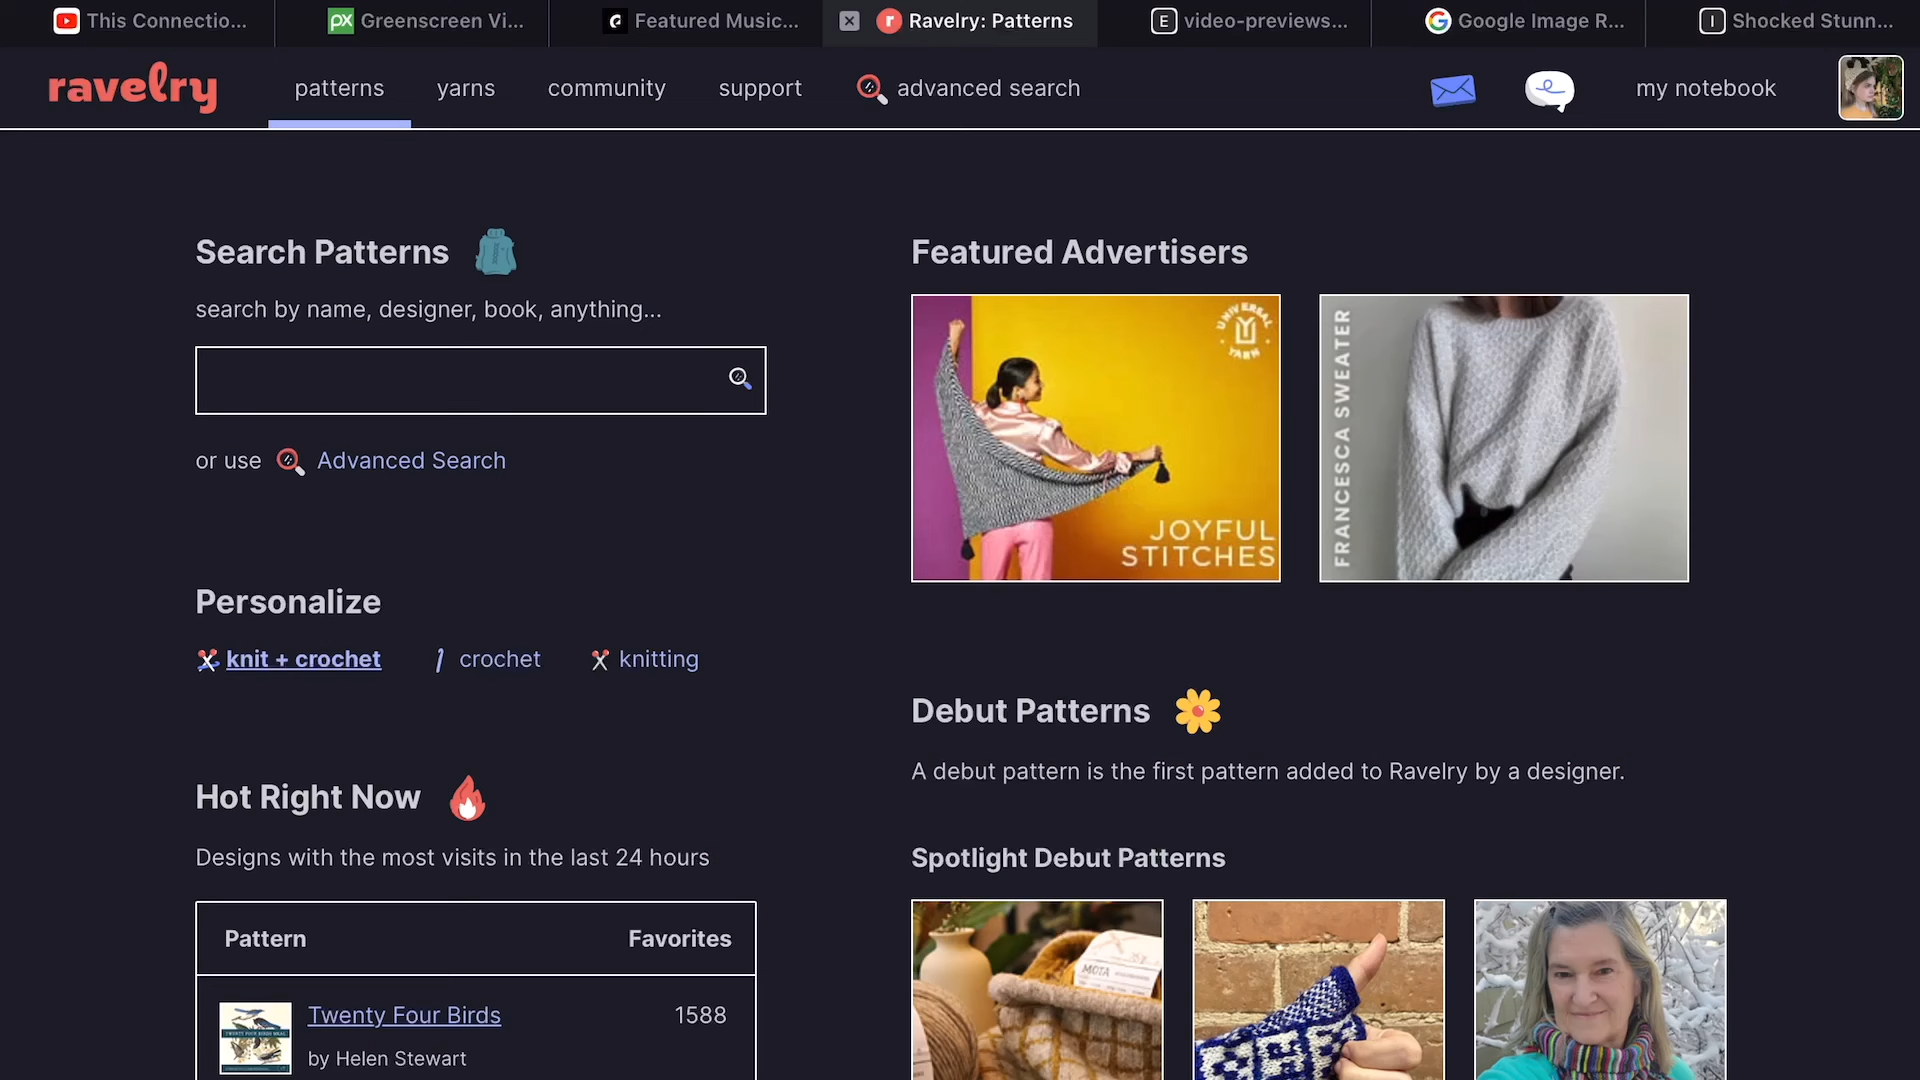 This Connectio...
Greenscreen Vi...
Featured Music...
Ravelry: Patterns
video-previews...
Google Image R...
Shocked Stunn...
ravelry
patterns
yarns
community
support
advanced search
my notebook
Search Patterns
search by name, designer, book, anything...
or use Advanced Search
Personalize
knit + crochet
crochet
knitting
Hot Right Now
Designs with the most visits in the last 24 hours
Pattern Favorites
Twenty Four Birds 1588
by Helen Stewart
Featured Advertisers
UNIVERSAL
YARN
JOYFUL
STITCHES
FRANCESCA SWEATER
Debut Patterns
A debut pattern is the first pattern added to Ravelry by a designer.
Spotlight Debut Patterns
MOTA